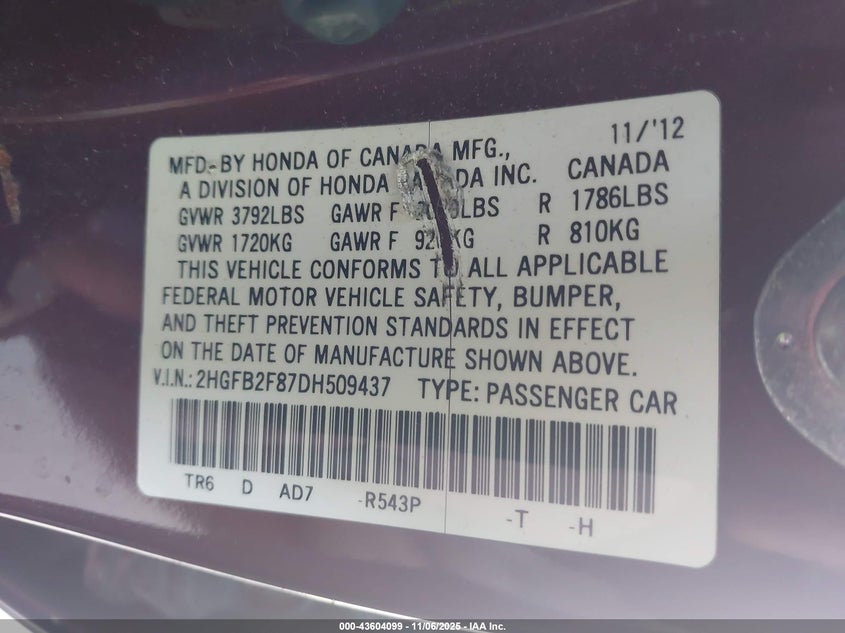 11/'12
MFD. BY HONDA OF CANADA MFG.,
A DIVISION OF HONDA CANADA INC. CANADA
GVWR 3792LBS GAWR F R 1786LBS
GVWR 1720KG GAWR F R 810KG
THIS VEHICLE CONFORMS TO ALL APPLICABLE
FEDERAL MOTOR VEHICLE SAFETY, BUMPER,
AND THEFT PREVENTION STANDARDS IN EFFECT
ON THE DATE OF MANUFACTURE SHOWN ABOVE.
V.I.N.: 2HGFB2F87DH509437 TYPE: PASSENGER CAR
TR6 D AD7 -R543P -T -H
000-43604099 - 11/06/2025 - IAA Inc.